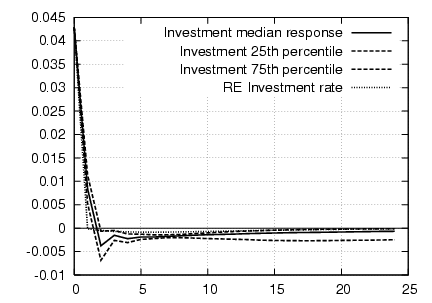 0.045
0.04
0.035
0.03
0.025
0.02
0.015
0.01
0.005
0
-0.005
-0.01
Investment median response
Investment 25th percentile
Investment 75th percentile
RE Investment rate
0 5 10 15 20 25